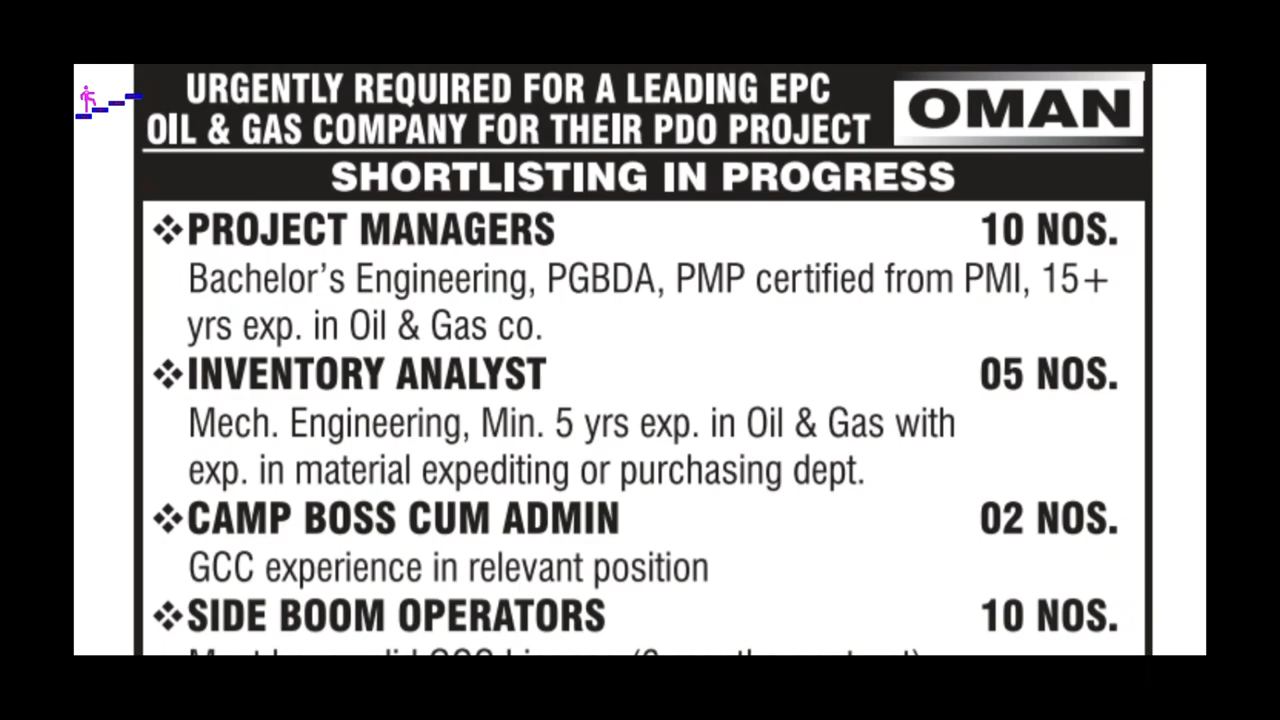 URGENTLY REQUIRED FOR A LEADING EPC
OIL & GAS COMPANY FOR THEIR PDO PROJECT
OMAN
SHORTLISTING IN PROGRESS
❖PROJECT MANAGERS 10 NOS.
Bachelor's Engineering, PGBDA, PMP certified from PMI, 15+
yrs exp. in Oil & Gas co.
❖INVENTORY ANALYST 05 NOS.
Mech. Engineering, Min. 5 yrs exp. in Oil & Gas with
exp. in material expediting or purchasing dept.
❖CAMP BOSS CUM ADMIN 02 NOS.
GCC experience in relevant position
❖SIDE BOOM OPERATORS 10 NOS.